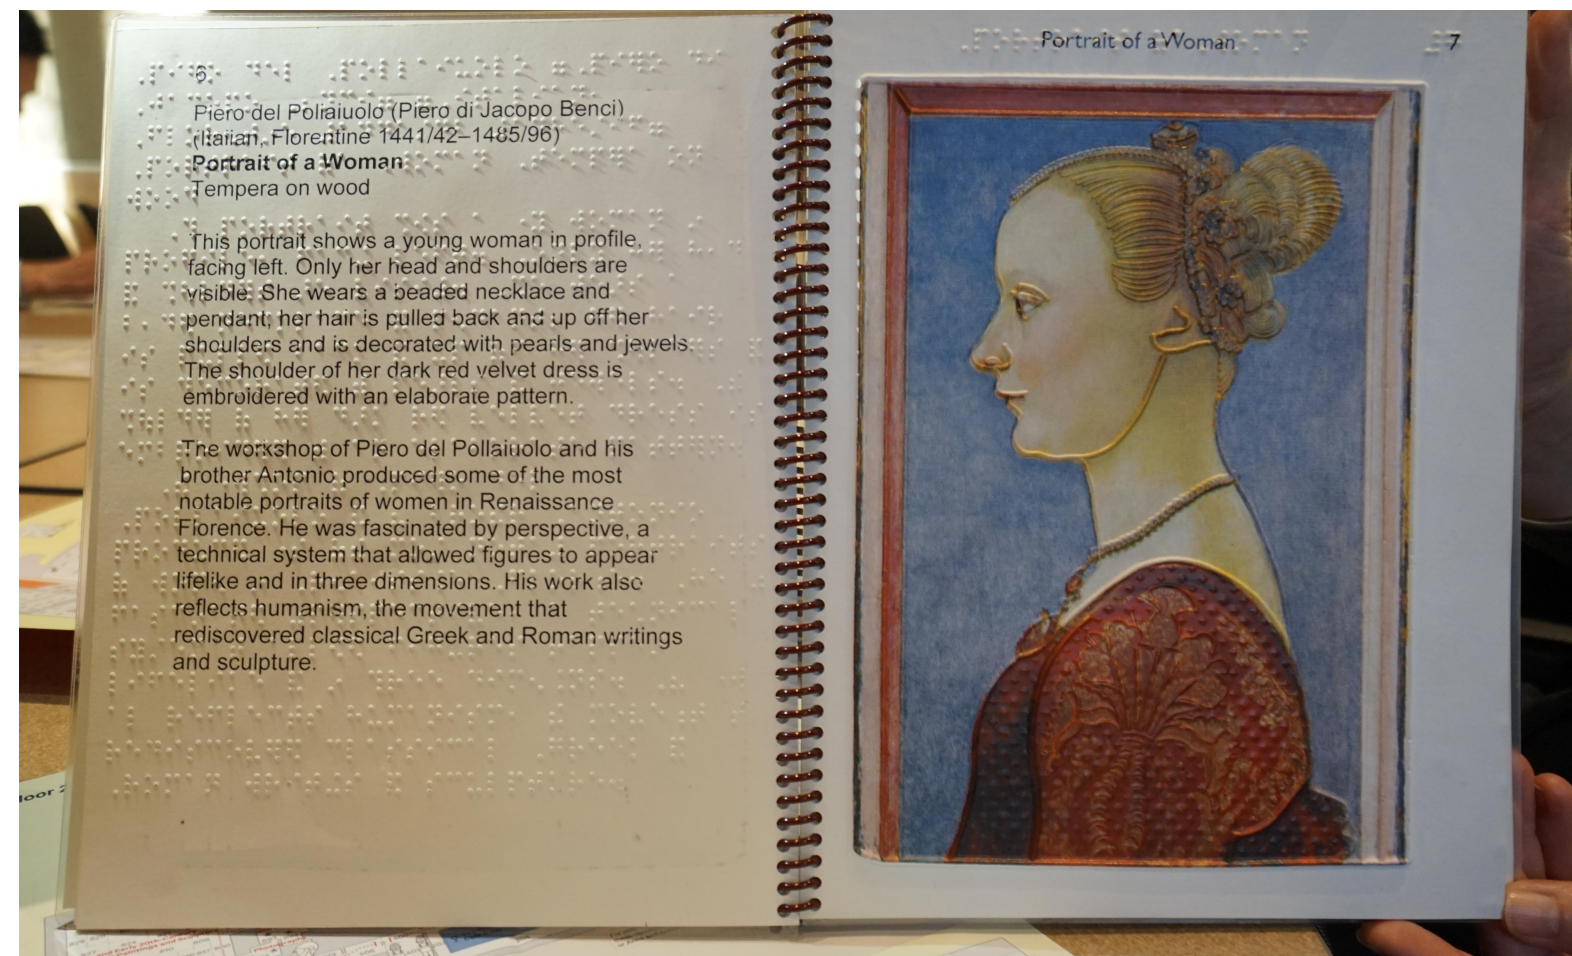 6
Piero del Pollaiuolo (Piero di Jacopo Benci)
(Italian, Florentine 1441/42–1485/96)
Portrait of a Woman
Tempera on wood
This portrait shows a young woman in profile,
facing left. Only her head and shoulders are
visible. She wears a beaded necklace and
pendant; her hair is pulled back and up off her
shoulders and is decorated with pearls and jewels.
The shoulder of her dark red velvet dress is
embroidered with an elaborate pattern.
The workshop of Piero del Pollaiuolo and his
brother Antonio produced some of the most
notable portraits of women in Renaissance
Florence. He was fascinated by perspective, a
technical system that allowed figures to appear
lifelike and in three dimensions. His work also
reflects humanism, the movement that
rediscovered classical Greek and Roman writings
and sculpture.
Portrait of a Woman 7
loor 2